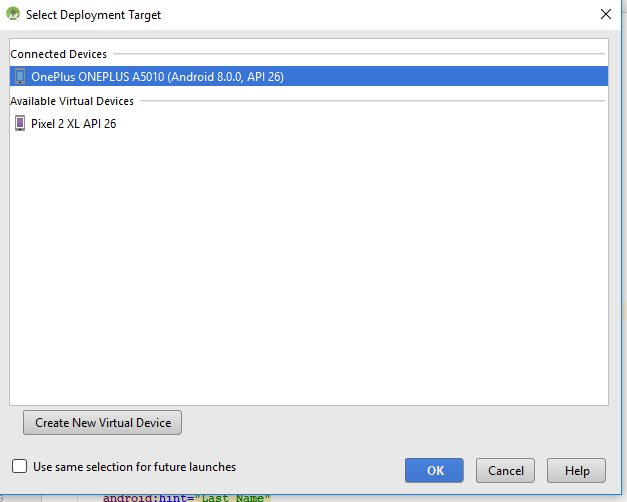 Select Deployment Target
Connected Devices
OnePlus ONEPLUS A5010 (Android 8.0.0, API 26)
Available Virtual Devices
Pixel 2 XL API 26
Create New Virtual Device
Use same selection for future launches
OK
Cancel
Help
android:hint="Last Name"